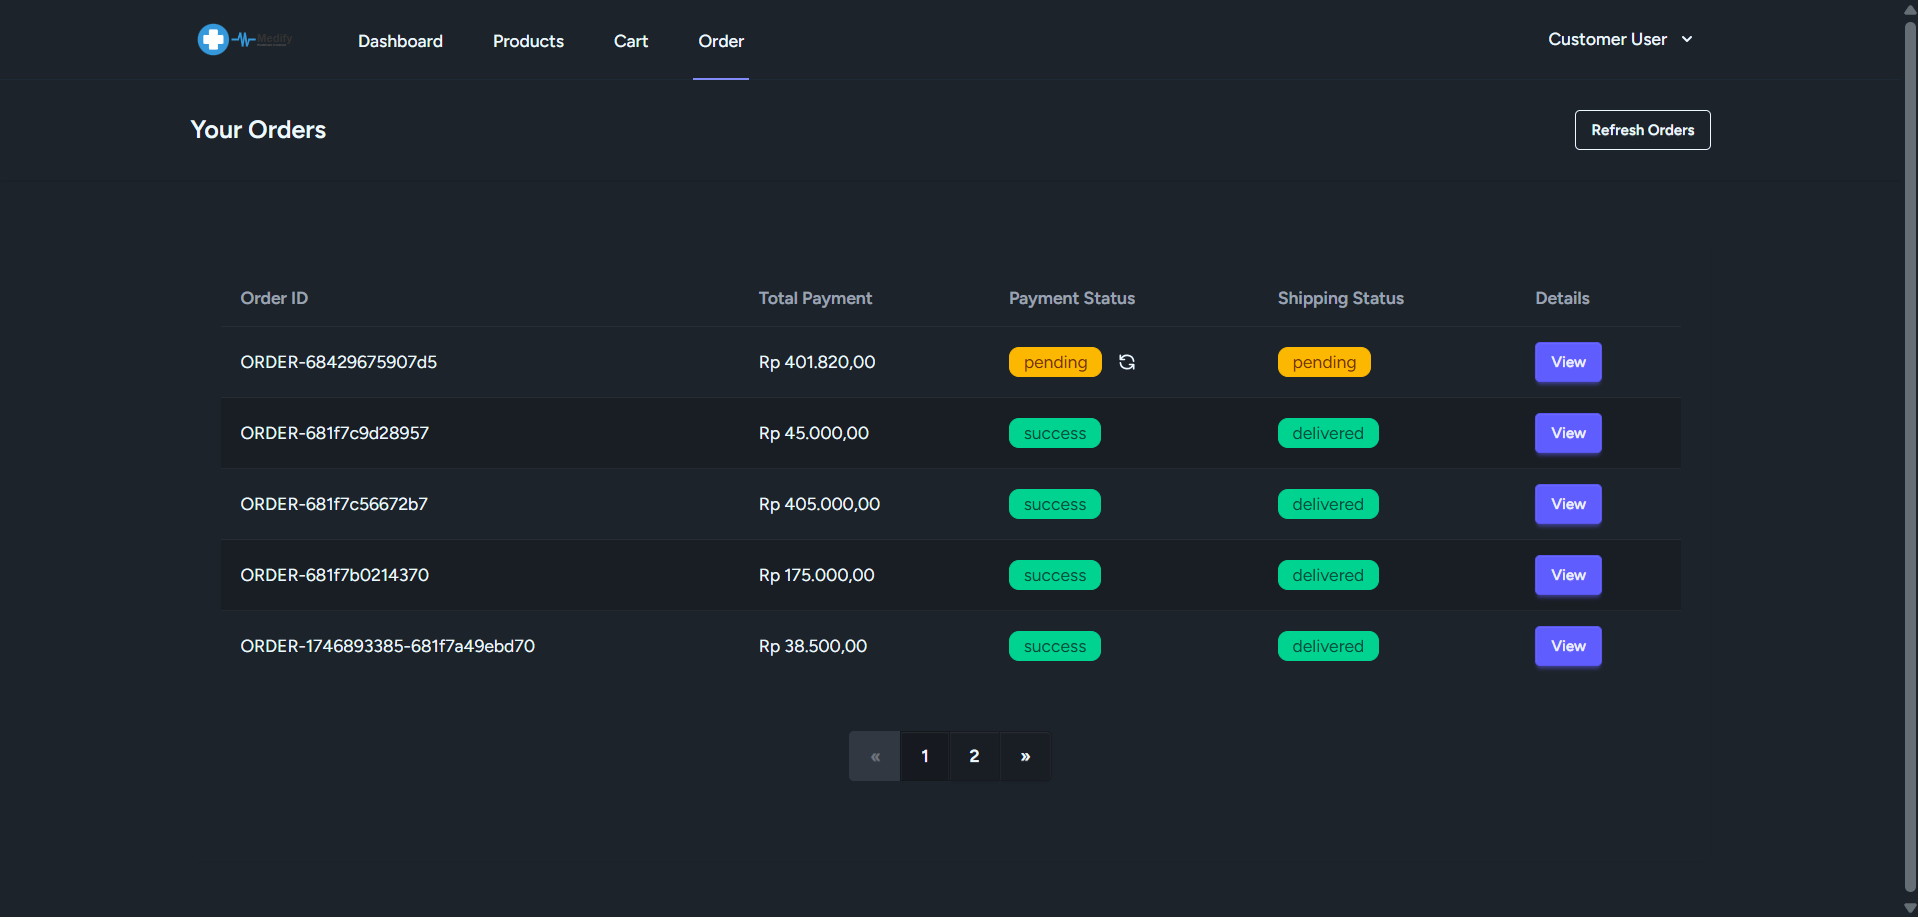 Medify
Dashboard Products Cart Order Customer User
Your Orders Refresh Orders
Order ID Total Payment Payment Status Shipping Status Details
ORDER-68429675907d5 Rp 401.820,00 pending pending View
ORDER-681f7c9d28957 Rp 45.000,00 success delivered View
ORDER-681f7c56672b7 Rp 405.000,00 success delivered View
ORDER-681f7b0214370 Rp 175.000,00 success delivered View
ORDER-1746893385-681f7a49ebd70 Rp 38.500,00 success delivered View
« 1 2 »